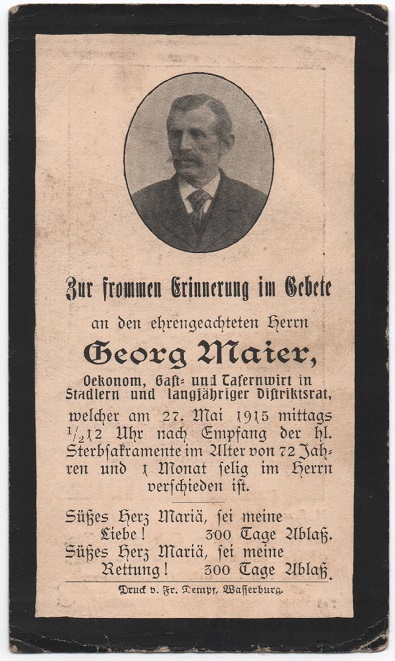 Zur frommen Erinnerung im Gebete
an den ehrengeachteten Herrn
Georg Maier,
Oekonom, Gast- und Tafernwirt in
Stadlern und langjähriger Distriktsrat,
welcher am 27. Mai 1915 mittags
1/2 12 Uhr nach Empfang der hl.
Sterbsakramente im Alter von 72 Jah-
ren und 1 Monat selig im Herrn
verschieden ist.
Süßes Herz Mariä, sei meine
Liebe! 300 Tage Ablaß.
Süßes Herz Mariä, sei meine
Rettung! 300 Tage Ablaß.
Druck v. Fr. Dempf, Wasserburg.